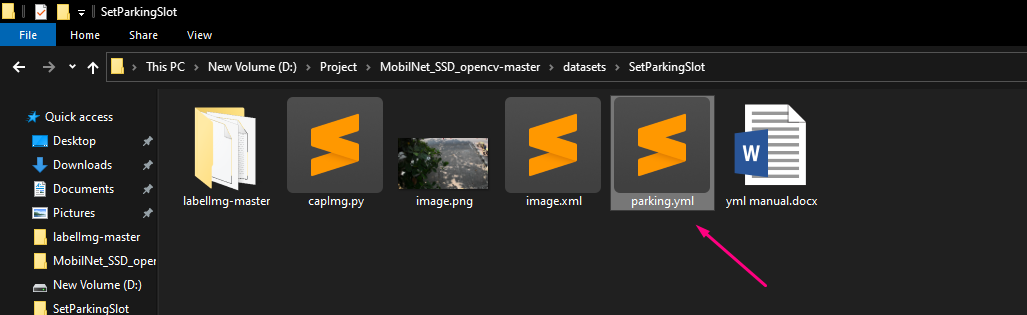 SetParkingSlot
File Home Share View
This PC New Volume (D:) Project MobilNet_SSD_opencv-master datasets SetParkingSlot
Quick access
Desktop
Downloads
Documents
Pictures
labelImg-master
MobilNet_SSD_open
New Volume (D:)
SetParkingSlot
labelImg-master capImg.py image.png image.xml parking.yml yml manual.docx
W